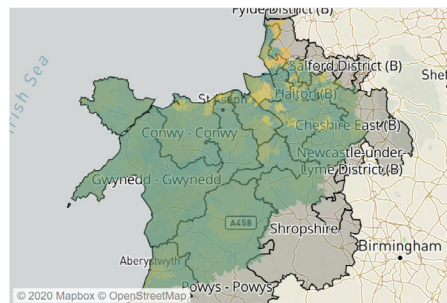 Fylde District (B)
Irish Sea
Salford District (B)
She
St Asaph
Halton (B)
Conwy - Conwy
Cheshire East (B)
Newcastle-under-
Lyme District (B)
Gwynedd - Gwynedd
A458
Shropshire
Birmingham
Aberystwyth
Powys - Powys
© 2020 Mapbox © OpenStreetMap